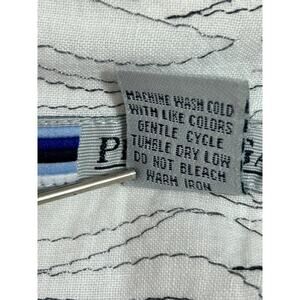 MACHINE WASH COLD
WITH LIKE COLORS
GENTLE CYCLE
TUMBLE DRY LOW
DO NOT BLEACH
WARM IRON